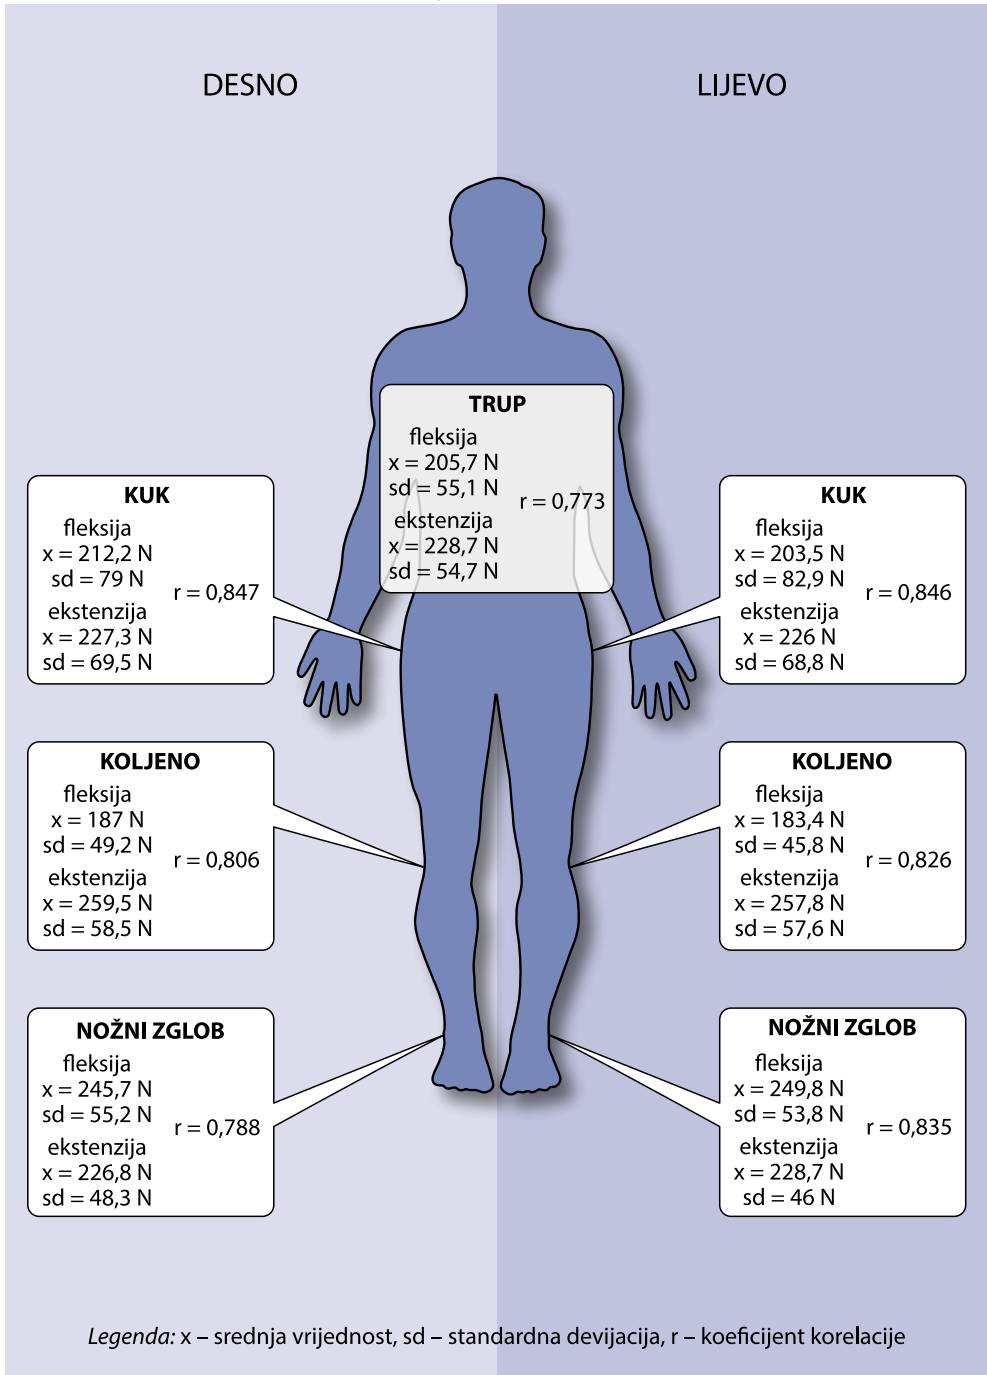 DESNO
LIJEVO
TRUP
fleksija
x = 205,7 N
sd = 55,1 N
r = 0,773
ekstenzija
x = 228,7 N
sd = 54,7 N
KUK
fleksija
x = 212,2 N
sd = 79 N
r = 0,847
ekstenzija
x = 227,3 N
sd = 69,5 N
KUK
fleksija
x = 203,5 N
sd = 82,9 N
r = 0,846
ekstenzija
x = 226 N
sd = 68,8 N
KOLJENO
fleksija
x = 187 N
sd = 49,2 N
r = 0,806
ekstenzija
x = 259,5 N
sd = 58,5 N
KOLJENO
fleksija
x = 183,4 N
sd = 45,8 N
r = 0,826
ekstenzija
x = 257,8 N
sd = 57,6 N
NOŽNI ZGLOB
fleksija
x = 245,7 N
sd = 55,2 N
r = 0,788
ekstenzija
x = 226,8 N
sd = 48,3 N
NOŽNI ZGLOB
fleksija
x = 249,8 N
sd = 53,8 N
r = 0,835
ekstenzija
x = 228,7 N
sd = 46 N
Legenda: x – srednja vrijednost, sd – standardna devijacija, r – koeficijent korelacije